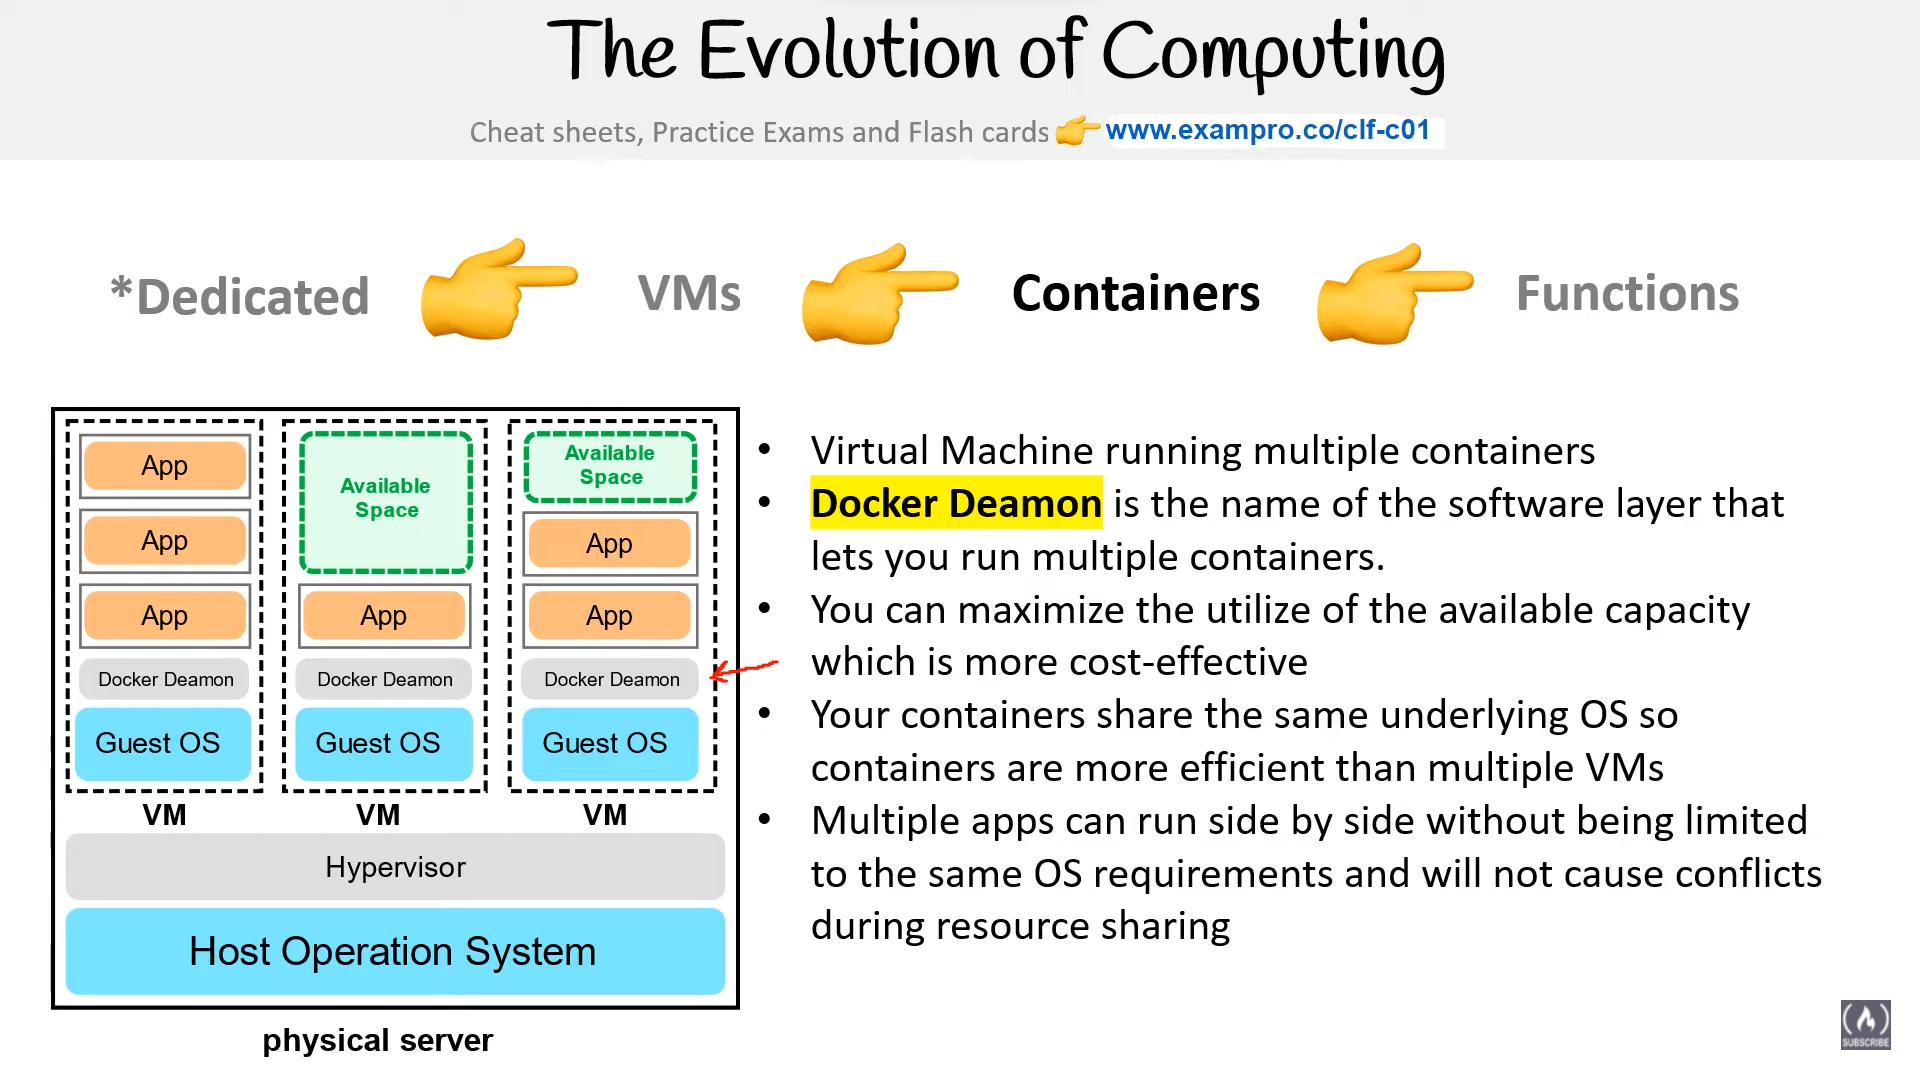 The Evolution of Computing
Cheat sheets, Practice Exams and Flash cards www.exampro.co/clf-c01
*Dedicated VMs Containers Functions
App
App
App
Docker Deamon
Guest OS
VM
Available
Space
App
Docker Deamon
Guest OS
VM
Available
Space
App
App
Docker Deamon
Guest OS
VM
Hypervisor
Host Operation System
physical server
• Virtual Machine running multiple containers
• Docker Deamon is the name of the software layer that
lets you run multiple containers.
• You can maximize the utilize of the available capacity
which is more cost-effective
• Your containers share the same underlying OS so
containers are more efficient than multiple VMs
• Multiple apps can run side by side without being limited
to the same OS requirements and will not cause conflicts
during resource sharing
SUBSCRIBE